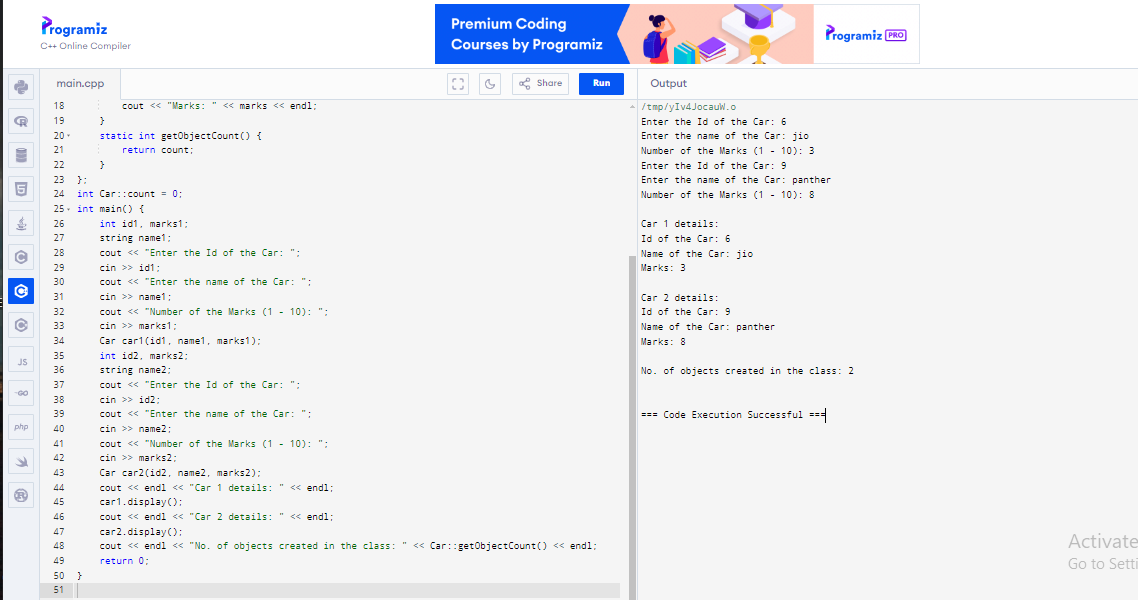 Programiz
C++ Online Compiler
Premium Coding
Courses by Programiz
Programiz PRO
main.cpp
Share
Run
Output
18 cout << "Marks: " << marks << endl;
19 }
20 static int getObjectCount() {
21 return count;
22 }
23 };
24 int Car::count = 0;
25 int main() {
26 int id1, marks1;
27 string name1;
28 cout << "Enter the Id of the Car: ";
29 cin >> id1;
30 cout << "Enter the name of the Car: ";
31 cin >> name1;
32 cout << "Number of the Marks (1 - 10): ";
33 cin >> marks1;
34 Car car1(id1, name1, marks1);
35 int id2, marks2;
36 string name2;
37 cout << "Enter the Id of the Car: ";
38 cin >> id2;
39 cout << "Enter the name of the Car: ";
40 cin >> name2;
41 cout << "Number of the Marks (1 - 10): ";
42 cin >> marks2;
43 Car car2(id2, name2, marks2);
44 cout << endl << "Car 1 details: " << endl;
45 car1.display();
46 cout << endl << "Car 2 details: " << endl;
47 car2.display();
48 cout << endl << "No. of objects created in the class: " << Car::getObjectCount() << endl;
49 return 0;
50 }
51
/tmp/yIv4JocauW.o
Enter the Id of the Car: 6
Enter the name of the Car: jio
Number of the Marks (1 - 10): 3
Enter the Id of the Car: 9
Enter the name of the Car: panther
Number of the Marks (1 - 10): 8
Car 1 details:
Id of the Car: 6
Name of the Car: jio
Marks: 3
Car 2 details:
Id of the Car: 9
Name of the Car: panther
Marks: 8
No. of objects created in the class: 2
=== Code Execution Successful ===
JS
GO
php
Activate
Go to Setti